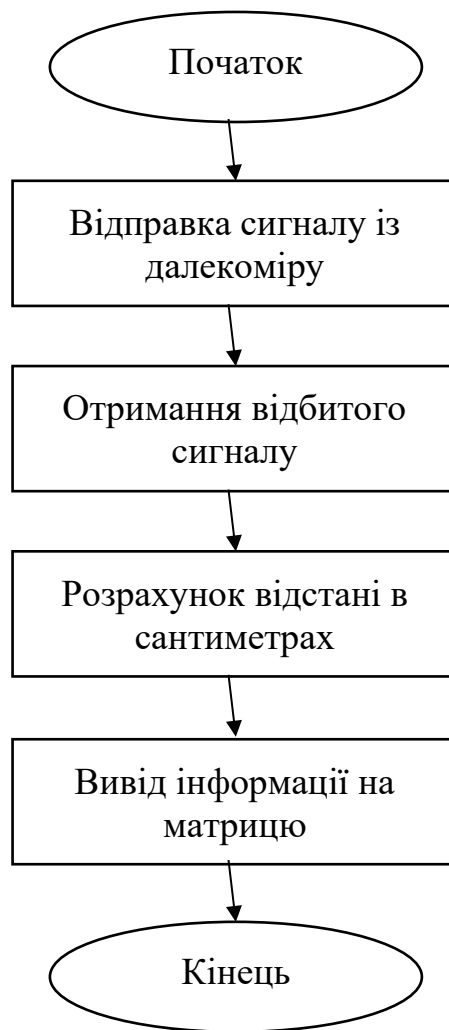 Початок
Відправка сигналу із
далекоміру
Отримання відбитого
сигналу
Розрахунок відстані в
сантиметрах
Вивід інформації на
матрицю
Кінець